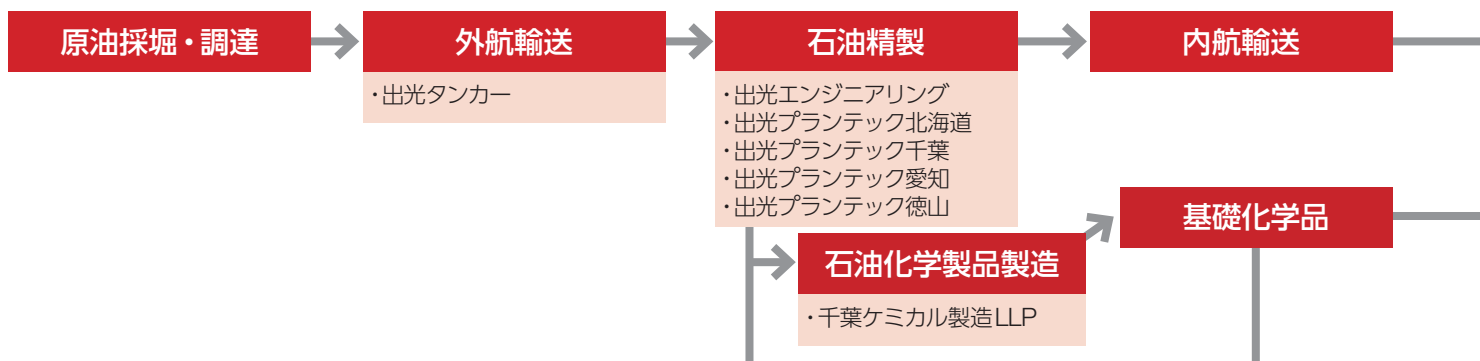 原油採掘・調達
外航輸送
・出光タンカー
石油精製
・出光エンジニアリング
・出光プランテック北海道
・出光プランテック千葉
・出光プランテック愛知
・出光プランテック徳山
内航輸送
石油化学製品製造
・千葉ケミカル製造LLP
基礎化学品